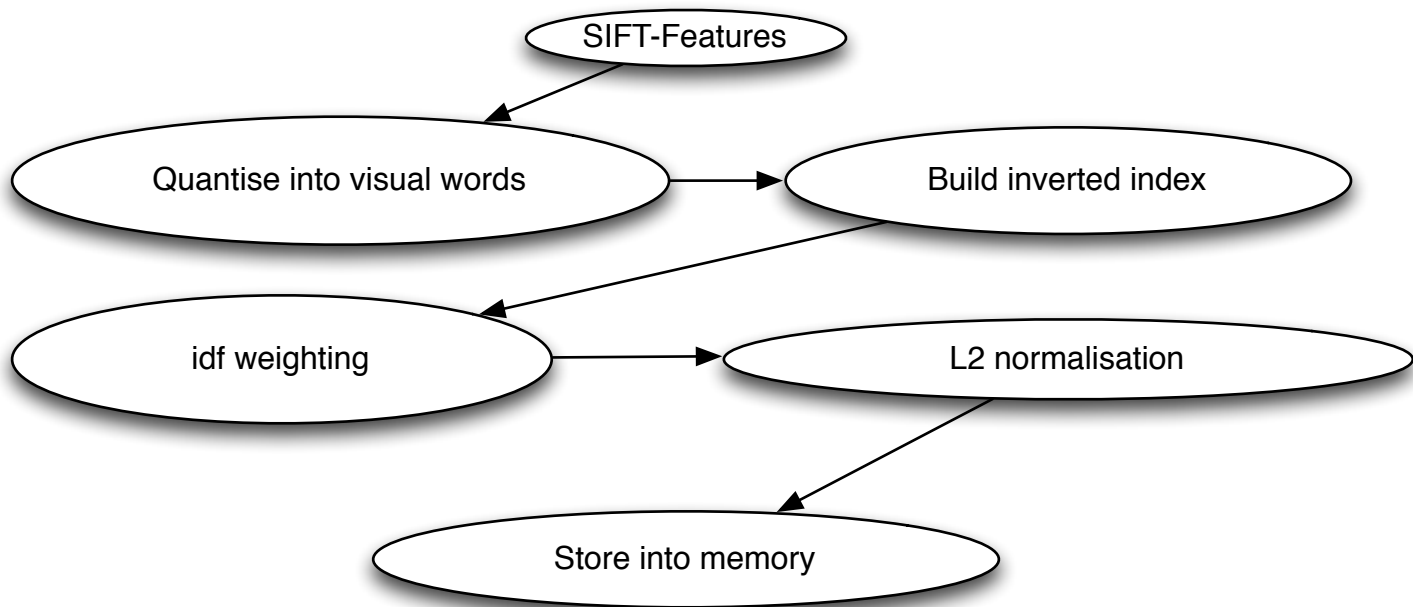 SIFT-Features
Quantise into visual words
Build inverted index
idf weighting
L2 normalisation
Store into memory